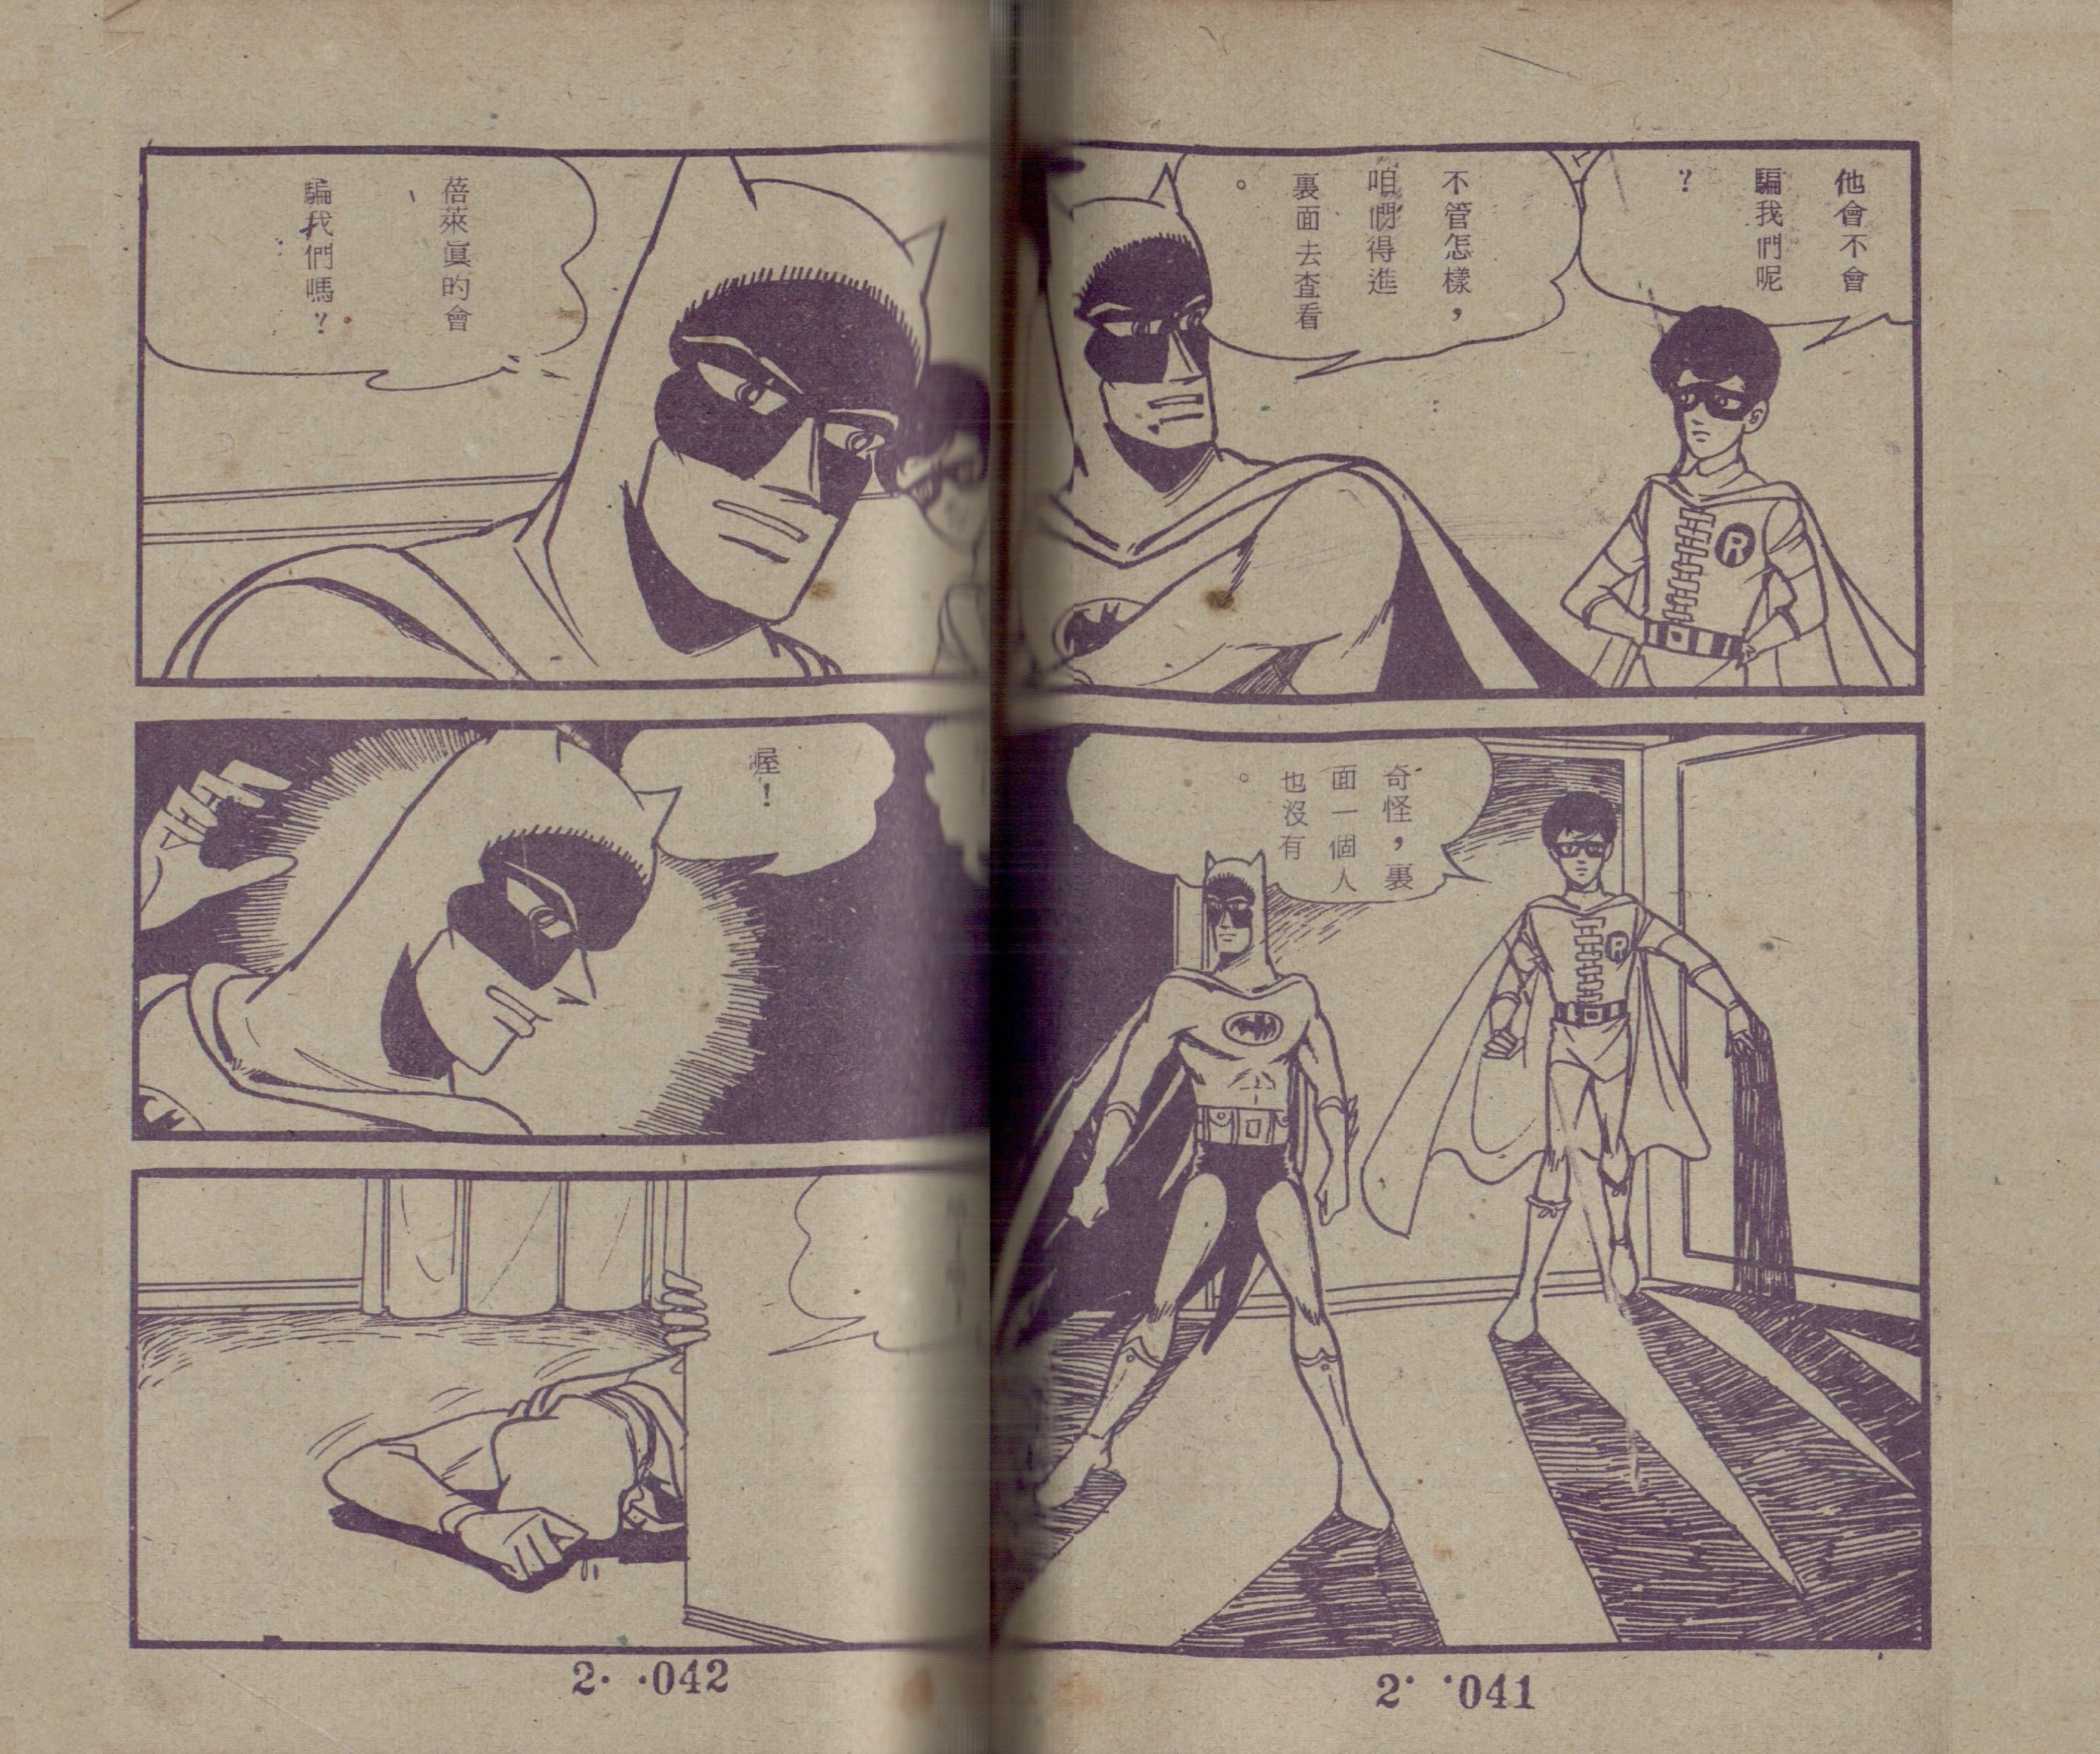 他會不會
騙我們呢
？
不管怎樣，
咱們得進
裏面去查看
。
R
奇怪，裏
面一個人
也沒有
。
R
2· ·041
蓓萊眞的會
騙我們嗎？
喔！
2· ·042